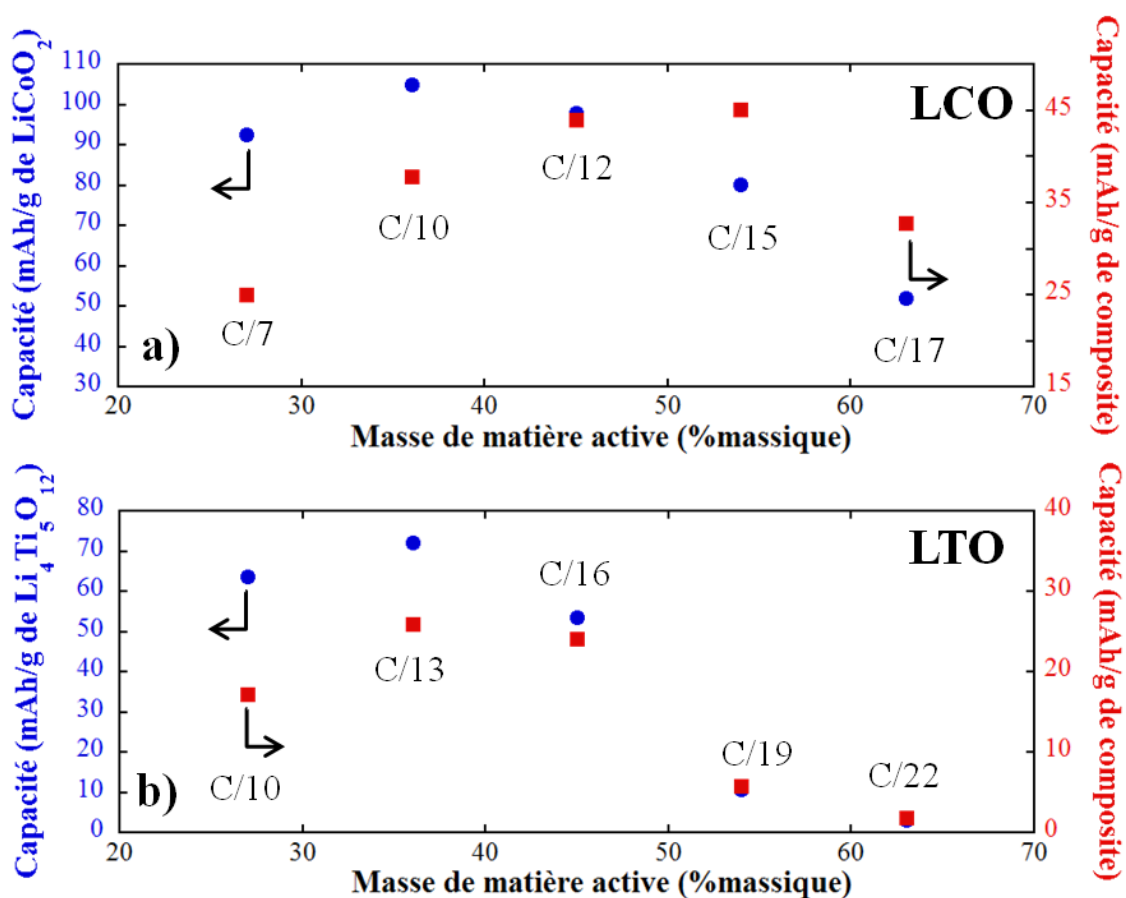 Capacité (mAh/g de LiCoO2)
110
100
90
80
70
60
50
40
30
LCO
C/7
C/10
C/12
C/15
C/17
a)
45
35
25
15
Capacité (mAh/g de composite)
20 30 40 50 60 70
Masse de matière active (%massique)
Capacité (mAh/g de Li4Ti5O12)
80
70
60
50
40
30
20
10
0
LTO
C/10
C/13
C/16
C/19
C/22
b)
40
30
20
10
0
Capacité (mAh/g de composite)
20 30 40 50 60 70
Masse de matière active (%massique)